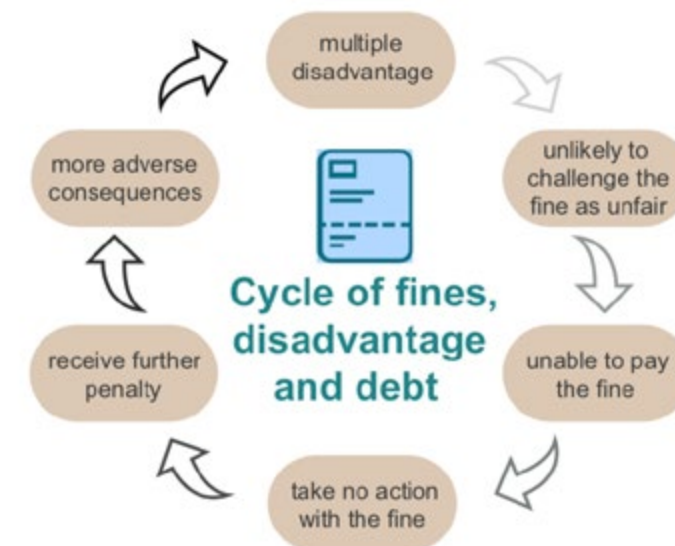 multiple
disadvantage
unlikely to
challenge the
fine as unfair
unable to pay
the fine
take no action
with the fine
receive further
penalty
more adverse
consequences
Cycle of fines,
disadvantage
and debt